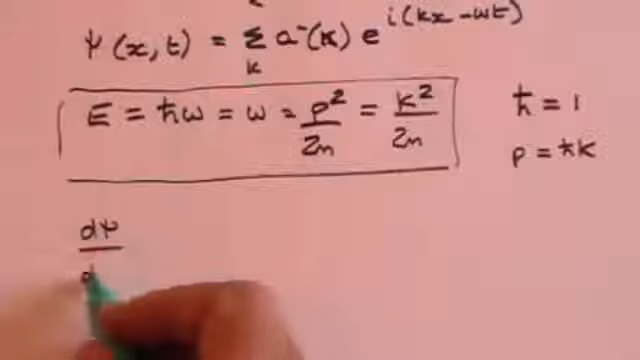 ψ(x,t) = Σ a⁻(k) e^{i(kx-ωt)}
k
E = ħω = ω = p²/2m = k²/2m
ħ = 1
p = ħk
dψ
d